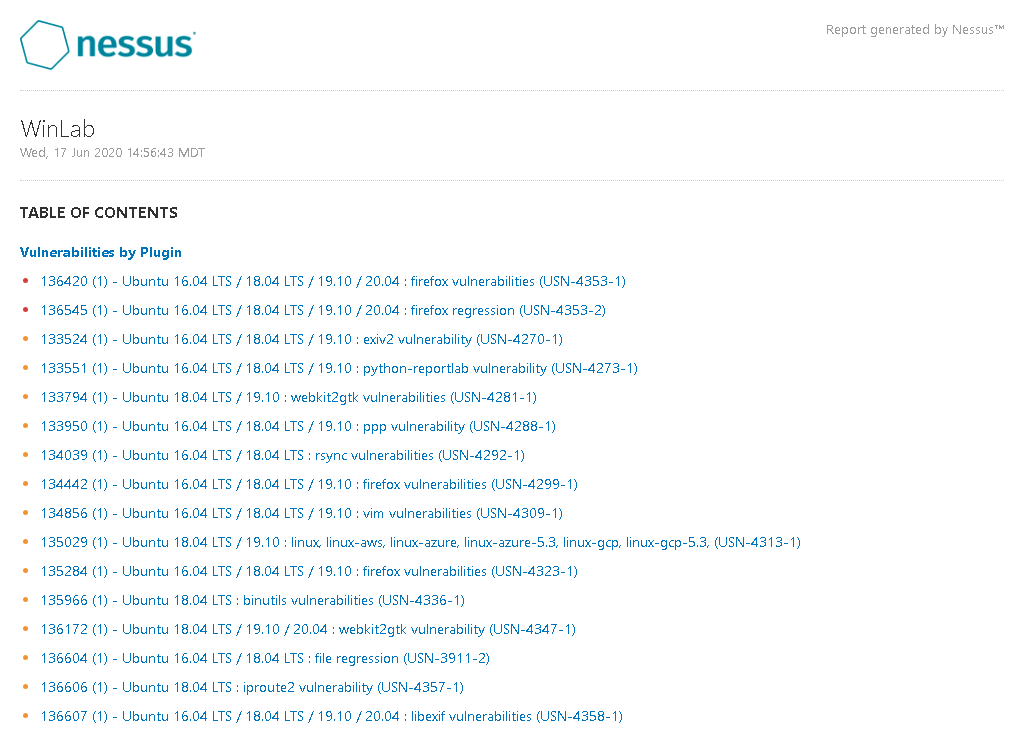 nessus
Report generated by Nessus™
WinLab
Wed, 17 Jun 2020 14:56:43 MDT
TABLE OF CONTENTS
Vulnerabilities by Plugin
• 136420 (1) - Ubuntu 16.04 LTS / 18.04 LTS / 19.10 / 20.04 : firefox vulnerabilities (USN-4353-1)
• 136545 (1) - Ubuntu 16.04 LTS / 18.04 LTS / 19.10 / 20.04 : firefox regression (USN-4353-2)
• 133524 (1) - Ubuntu 16.04 LTS / 18.04 LTS / 19.10 : exiv2 vulnerability (USN-4270-1)
• 133551 (1) - Ubuntu 16.04 LTS / 18.04 LTS / 19.10 : python-reportlab vulnerability (USN-4273-1)
• 133794 (1) - Ubuntu 18.04 LTS / 19.10 : webkit2gtk vulnerabilities (USN-4281-1)
• 133950 (1) - Ubuntu 16.04 LTS / 18.04 LTS / 19.10 : ppp vulnerability (USN-4288-1)
• 134039 (1) - Ubuntu 16.04 LTS / 18.04 LTS : rsync vulnerabilities (USN-4292-1)
• 134442 (1) - Ubuntu 16.04 LTS / 18.04 LTS / 19.10 : firefox vulnerabilities (USN-4299-1)
• 134856 (1) - Ubuntu 16.04 LTS / 18.04 LTS / 19.10 : vim vulnerabilities (USN-4309-1)
• 135029 (1) - Ubuntu 18.04 LTS / 19.10 : linux, linux-aws, linux-azure, linux-azure-5.3, linux-gcp, linux-gcp-5.3, (USN-4313-1)
• 135284 (1) - Ubuntu 16.04 LTS / 18.04 LTS / 19.10 : firefox vulnerabilities (USN-4323-1)
• 135966 (1) - Ubuntu 18.04 LTS : binutils vulnerabilities (USN-4336-1)
• 136172 (1) - Ubuntu 18.04 LTS / 19.10 / 20.04 : webkit2gtk vulnerability (USN-4347-1)
• 136604 (1) - Ubuntu 16.04 LTS / 18.04 LTS : file regression (USN-3911-2)
• 136606 (1) - Ubuntu 18.04 LTS : iproute2 vulnerability (USN-4357-1)
• 136607 (1) - Ubuntu 16.04 LTS / 18.04 LTS / 19.10 / 20.04 : libexif vulnerabilities (USN-4358-1)